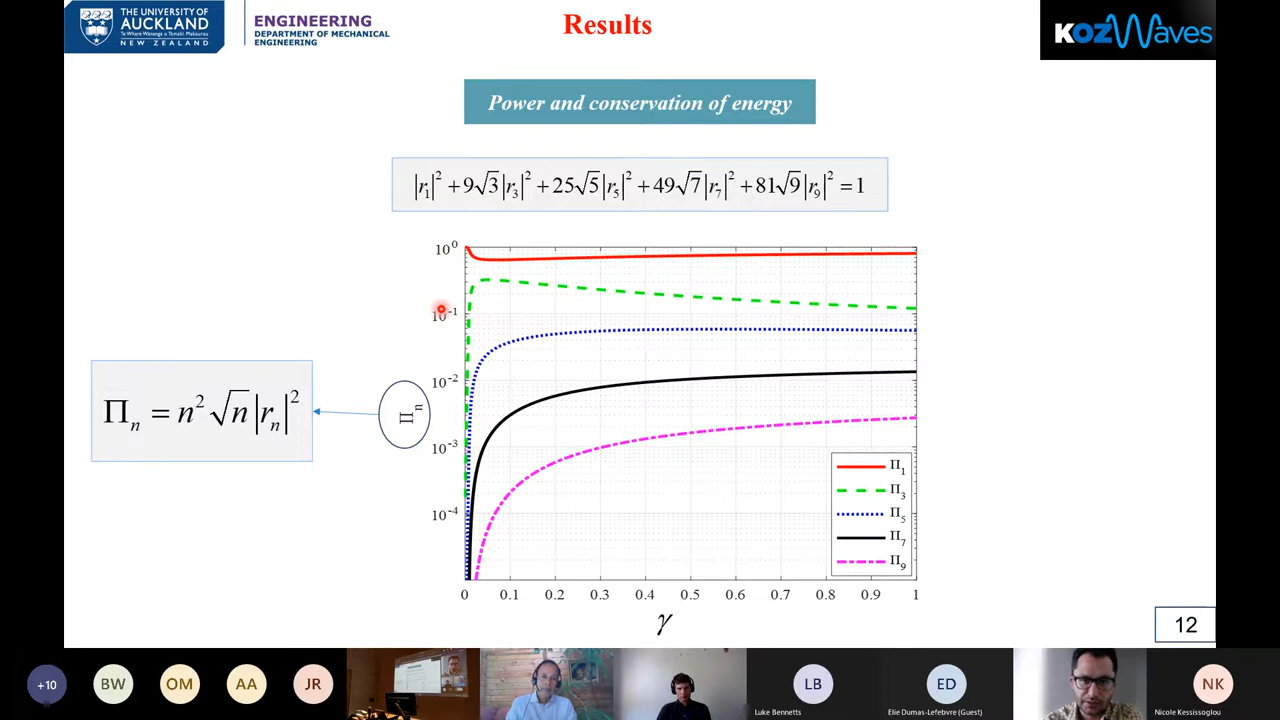 THE UNIVERSITY OF
AUCKLAND
Te Whare Wānanga o Tāmaki Makaurau
NEW ZEALAND
ENGINEERING
DEPARTMENT OF MECHANICAL
ENGINEERING
Results
KOZWaves
Power and conservation of energy
|r₁|² + 9√3|r₃|² + 25√5|r₅|² + 49√7|r₇|² + 81√9|r₉|² = 1
10⁰
10⁻¹
10⁻²
10⁻³
10⁻⁴
Πₙ = n²√n|rₙ|²
Πₙ
Π₁
Π₃
Π₅
Π₇
Π₉
0 0.1 0.2 0.3 0.4 0.5 0.6 0.7 0.8 0.9 1
γ
12
+10 BW OM AA JR LB ED NK
Luke Bennetts Elie Dumas-Lefebvre (Guest) Nicole Kessissoglou